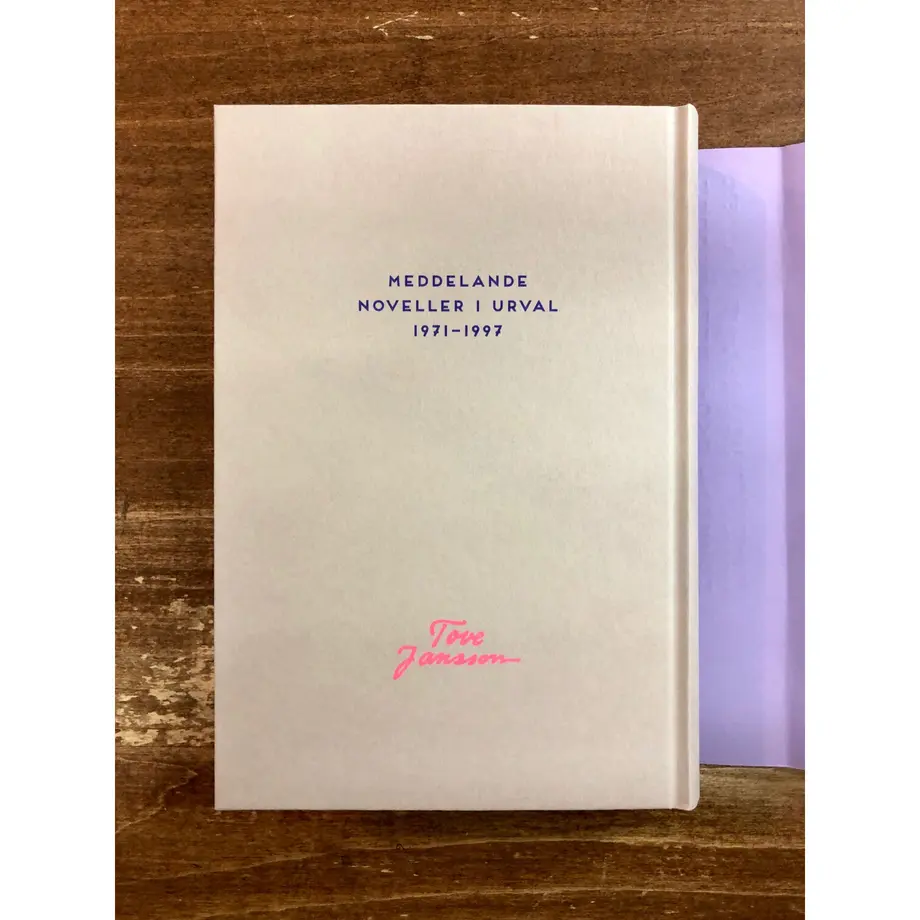 MEDDELANDE
NOVELLER I URVAL
1971–1997
Tove
Jansson